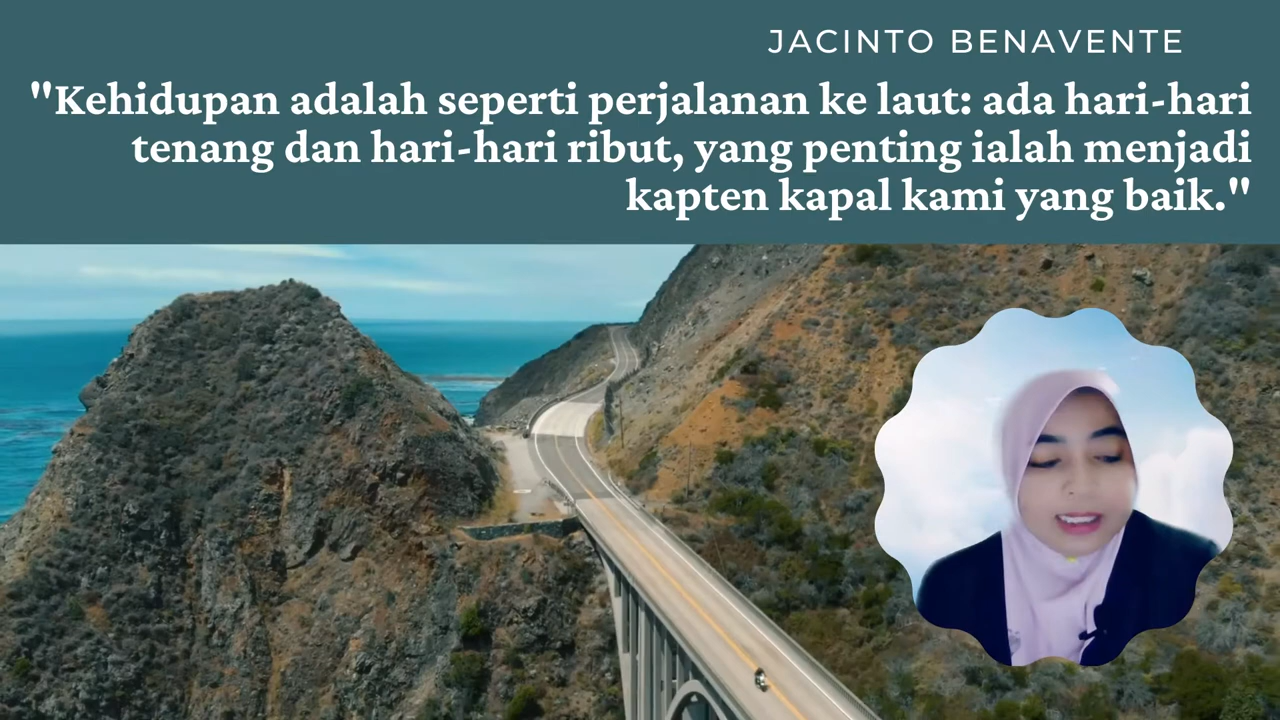 JACINTO BENAVENTE
"Kehidupan adalah seperti perjalanan ke laut: ada hari-hari
tenang dan hari-hari ribut, yang penting ialah menjadi
kapten kapal kami yang baik."